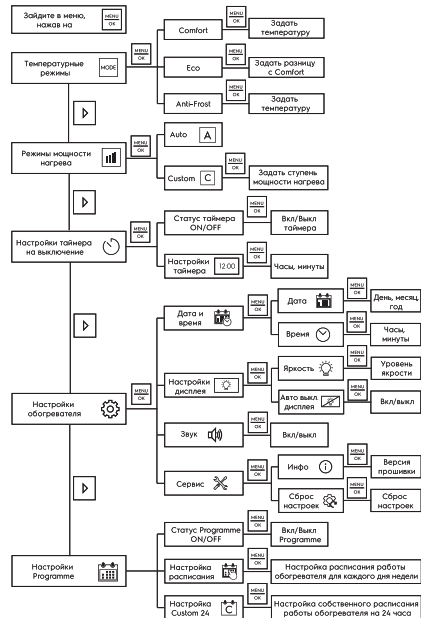 Зайдите в меню,
нажав на
MENU
OK
Температурные
режимы
MODE
MENU
OK
Comfort
MENU
OK
Задать
температуру
Eco
MENU
OK
Задать разницу
с Comfort
Anti-Frost
MENU
OK
Задать
температуру
Режимы мощности
нагрева
MENU
OK
Auto
A
Custom
C
MENU
OK
Задать ступень
мощности нагрева
Настройки таймера
на выключение
MENU
OK
Статус таймера
ON/OFF
MENU
OK
Вкл/Выкл
таймера
Настройки
таймера
12:00
MENU
OK
Часы, минуты
Настройки
обогревателя
MENU
OK
Дата и
время
MENU
OK
Дата
MENU
OK
День, месяц,
год
Время
MENU
OK
Часы,
минуты
Настройки
дисплея
MENU
OK
Яркость
MENU
OK
Уровень
яркости
Авто выкл.
дисплея
MENU
OK
Вкл/выкл
Звук
MENU
OK
Вкл/выкл
Сервис
MENU
OK
Инфо
MENU
OK
Версия
прошивки
Сброс
настроек
MENU
OK
Сброс
настроек
Настройки
Programme
Статус Programme
ON/OFF
MENU
OK
Вкл/Выкл
Programme
Настройка
расписания
MENU
OK
Настройка расписания работы
обогревателя для каждого дня недели
Настройка
Custom 24
C
MENU
OK
Настройка собственного расписания
работы обогревателя на 24 часа